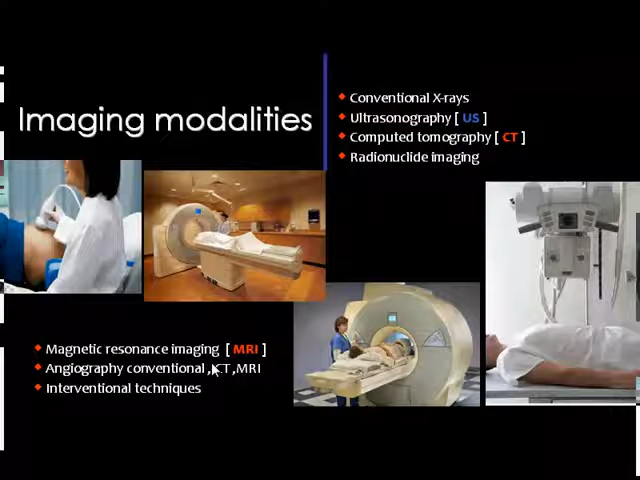 Imaging modalities
Conventional X-rays
Ultrasonography [ US ]
Computed tomography [ CT ]
Radionuclide imaging
Magnetic resonance imaging [ MRI ]
Angiography conventional , CT ,MRI
Interventional techniques